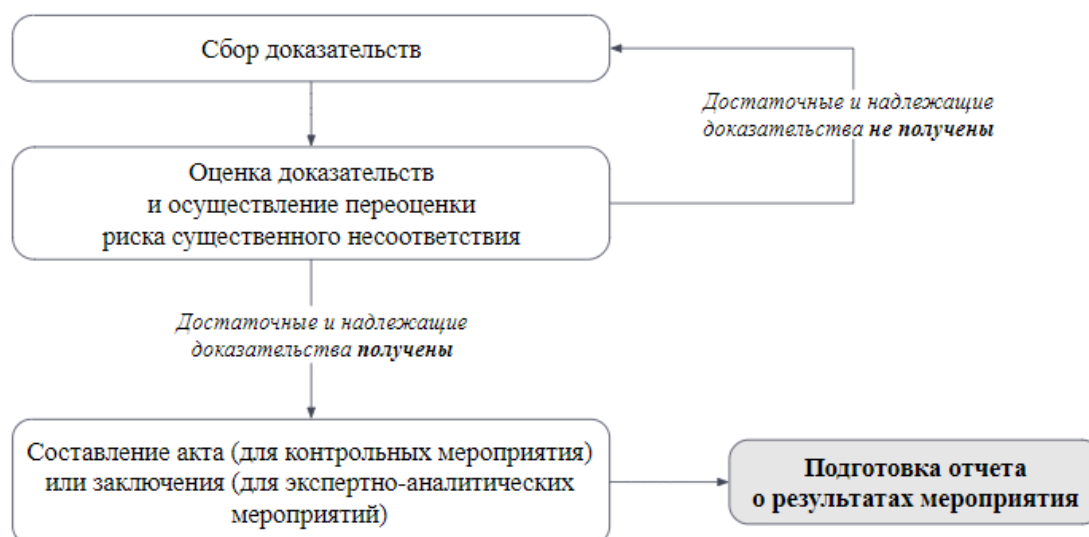 Сбор доказательств
Достаточные и надлежащие
доказательства не получены
Оценка доказательств
и осуществление переоценки
риска существенного несоответствия
Достаточные и надлежащие
доказательства получены
Составление акта (для контрольных мероприятия)
или заключения (для экспертно-аналитических
мероприятий)
Подготовка отчета
о результатах мероприятия